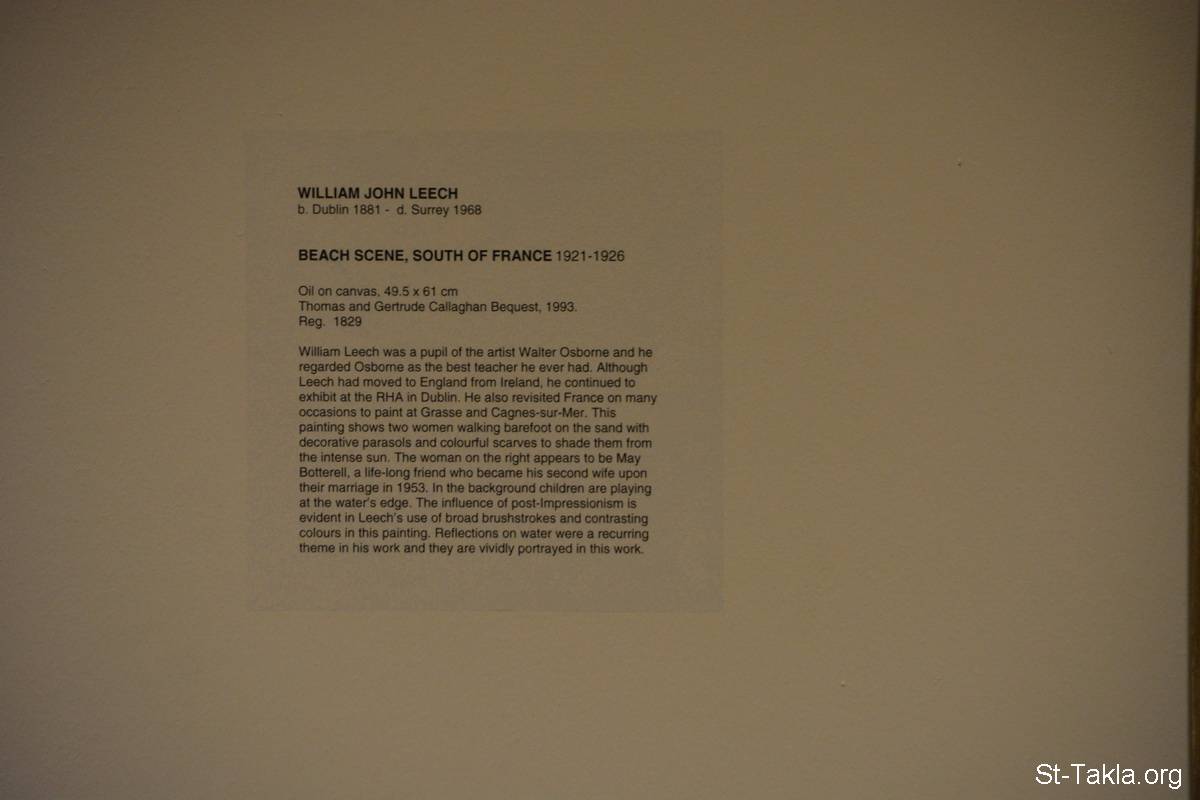 WILLIAM JOHN LEECH
b. Dublin 1881 - d. Surrey 1968
BEACH SCENE, SOUTH OF FRANCE 1921-1926
Oil on canvas, 49.5 x 61 cm
Thomas and Gertrude Callaghan Bequest, 1993.
Reg. 1829
William Leech was a pupil of the artist Walter Osborne and he
regarded Osborne as the best teacher he ever had. Although
Leech had moved to England from Ireland, he continued to
exhibit at the RHA in Dublin. He also revisited France on many
occasions to paint at Grasse and Cagnes-sur-Mer. This
painting shows two women walking barefoot on the sand with
decorative parasols and colourful scarves to shade them from
the intense sun. The woman on the right appears to be May
Botterell, a life-long friend who became his second wife upon
their marriage in 1953. In the background children are playing
at the water's edge. The influence of post-Impressionism is
evident in Leech's use of broad brushstrokes and contrasting
colours in this painting. Reflections on water were a recurring
theme in his work and they are vividly portrayed in this work.
St-Takla.org